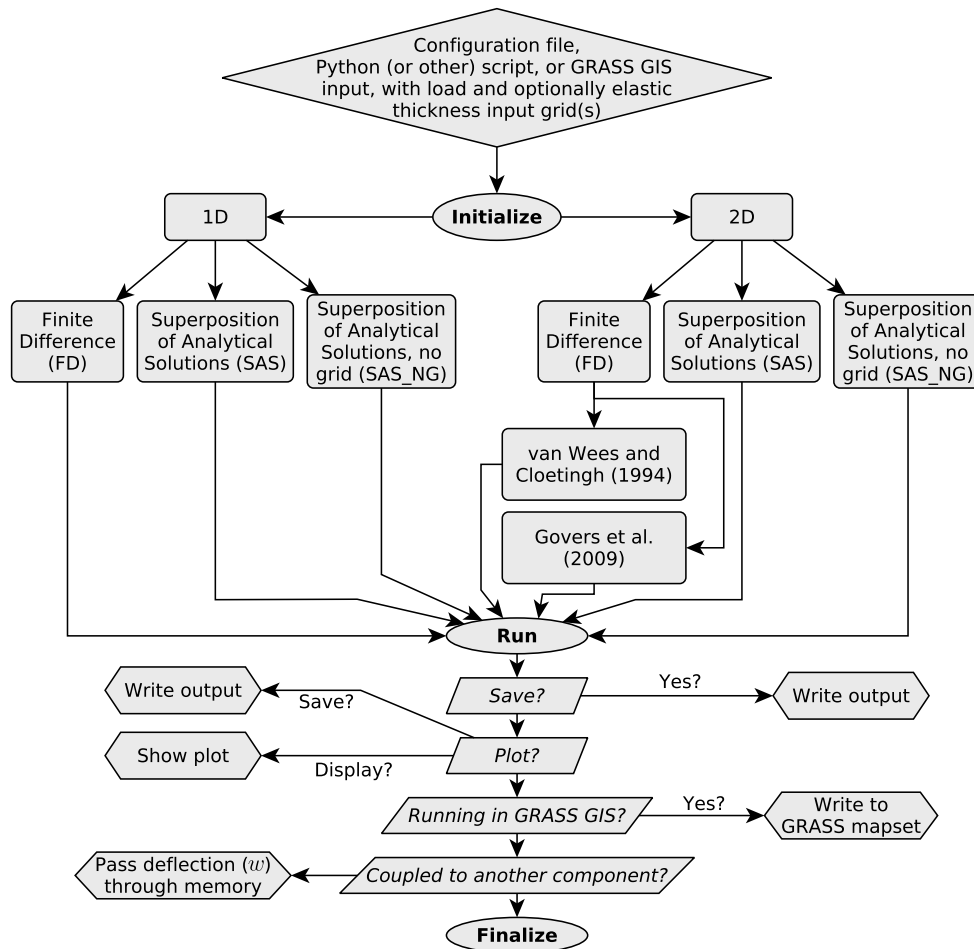 Configuration file,
Python (or other) script, or GRASS GIS
input, with load and optionally elastic
thickness input grid(s)
1D
Initialize
2D
Finite
Difference
(FD)
Superposition
of Analytical
Solutions (SAS)
Superposition
of Analytical
Solutions, no
grid (SAS_NG)
Finite
Difference
(FD)
Superposition
of Analytical
Solutions (SAS)
Superposition
of Analytical
Solutions, no
grid (SAS_NG)
van Wees and
Cloetingh (1994)
Govers et al.
(2009)
Run
Write output
Save?
Save?
Yes?
Write output
Show plot
Display?
Plot?
Running in GRASS GIS?
Yes?
Write to
GRASS mapset
Pass deflection (w)
through memory
Coupled to another component?
Finalize